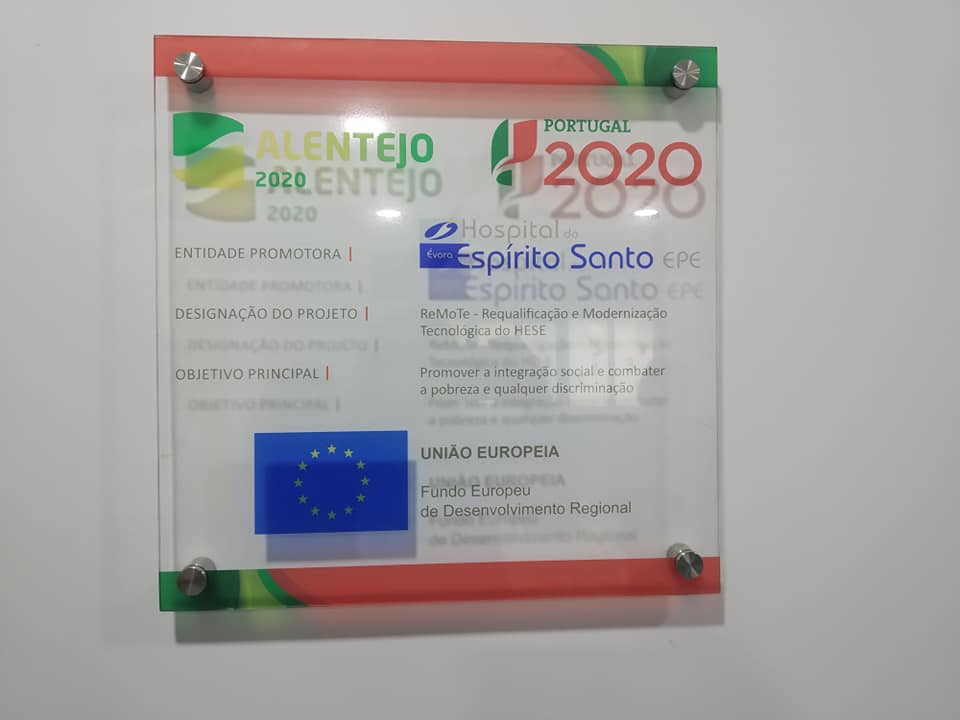 ALENTEJO
2020
PORTUGAL
2020
ENTIDADE PROMOTORA |
Hospital do
Évora Espírito Santo EPE
DESIGNAÇÃO DO PROJETO |
ReMoTe - Requalificação e Modernização
Tecnológica do HESE
OBJETIVO PRINCIPAL |
Promover a integração social e combater
a pobreza e qualquer discriminação
UNIÃO EUROPEIA
Fundo Europeu
de Desenvolvimento Regional